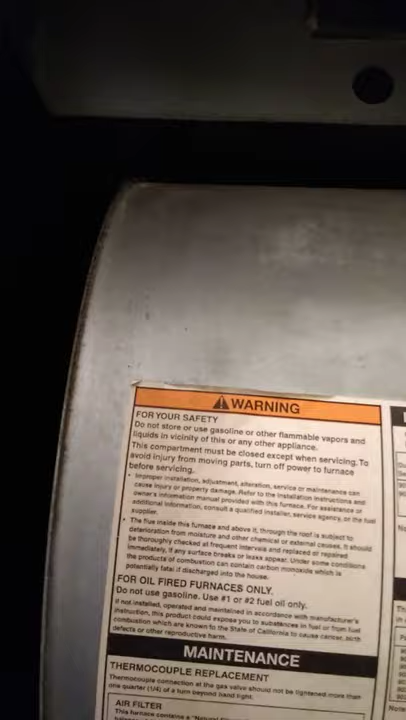 WARNING
FOR YOUR SAFETY
Do not store or use gasoline or other flammable vapors and
liquids in vicinity of this or any other appliance.
This compartment must be closed except when servicing. To
avoid injury from moving parts, turn off power to furnace
before servicing.
• Improper installation, adjustment, alteration, service or maintenance can
cause injury or property damage. Refer to the installation instructions and
owner's information manual provided with this furnace. For assistance or
additional information, consult a qualified installer, service agency, or the fuel
supplier.
• The flue inside this furnace and above it, through the roof is subject to
deterioration from moisture and other chemical or external causes. It should
be thoroughly checked at frequent intervals and replaced or repaired
immediately, if any surface breaks or leaks appear. Under some conditions
the products of combustion can contain carbon monoxide which is
potentially fatal if discharged into the house.
FOR OIL FIRED FURNACES ONLY.
Do not use gasoline. Use #1 or #2 fuel oil only.
If not installed, operated and maintained in accordance with manufacturer's
instruction, this product could expose you to substances in fuel or from fuel
combustion which are known to the State of California to cause cancer, birth
defects or other reproductive harm.
MAINTENANCE
THERMOCOUPLE REPLACEMENT
Thermocouple connection at the gas valve should not be tightened more than
one quarter (1/4) of a turn beyond hand tight.
AIR FILTER
This furnace contains a "Natural